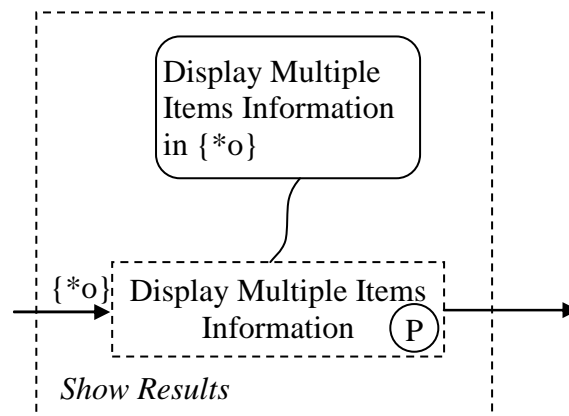 Display Multiple
Items Information
in {*o}
{*o}
Display Multiple Items
Information
P
Show Results